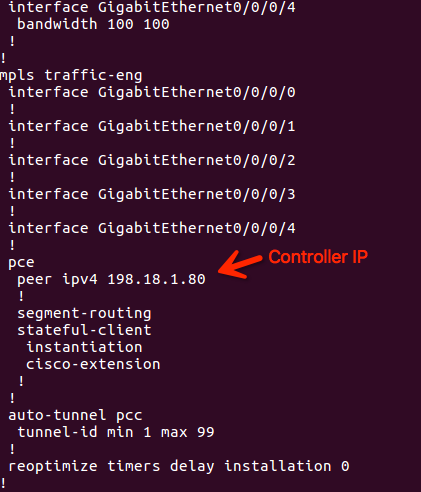 interface GigabitEthernet0/0/0/4
bandwidth 100 100
!
!
mpls traffic-eng
interface GigabitEthernet0/0/0/0
!
interface GigabitEthernet0/0/0/1
!
interface GigabitEthernet0/0/0/2
!
interface GigabitEthernet0/0/0/3
!
interface GigabitEthernet0/0/0/4
!
pce
Controller IP
peer ipv4 198.18.1.80
!
segment-routing
stateful-client
instantiation
cisco-extension
!
!
auto-tunnel pcc
tunnel-id min 1 max 99
!
reoptimize timers delay installation 0
!